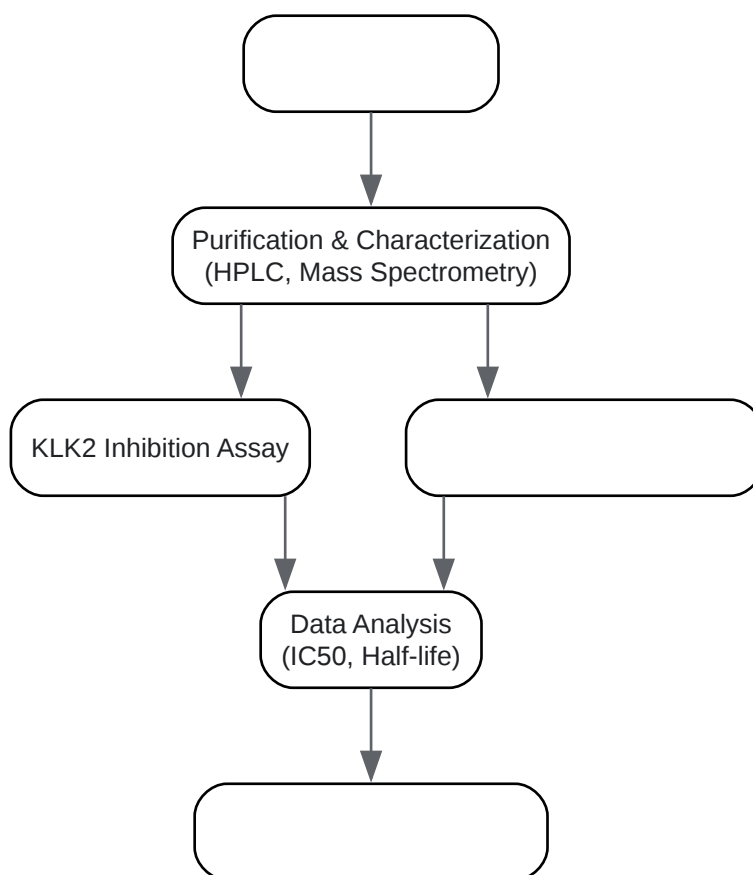 Purification & Characterization
(HPLC, Mass Spectrometry)
KLK2 Inhibition Assay
Data Analysis
(IC50, Half-life)